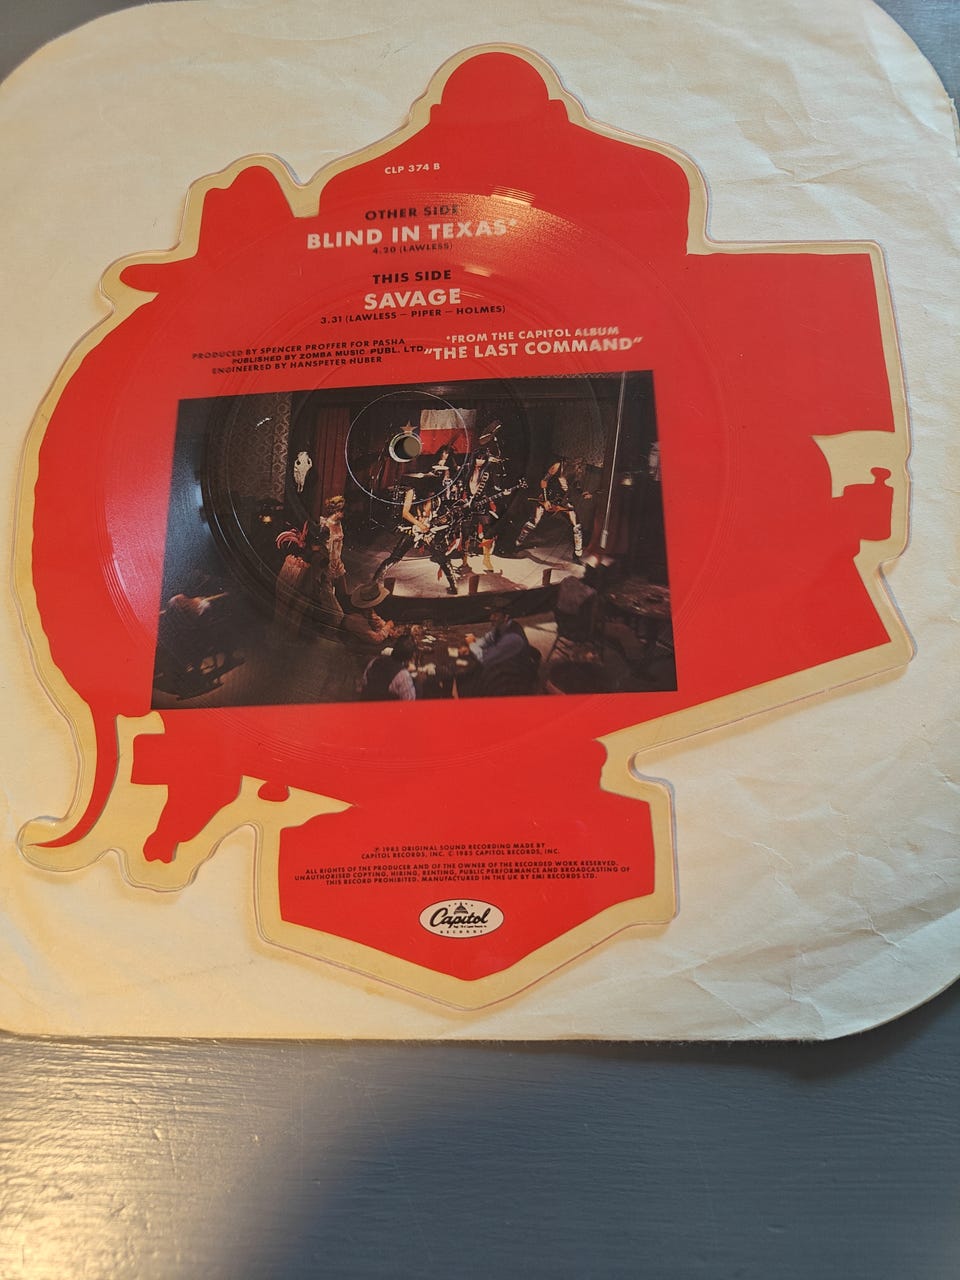 CLP 374 B
OTHER SIDE
BLIND IN TEXAS*
4.20 (LAWLESS)
THIS SIDE
SAVAGE
3.31 (LAWLESS – PIPER – HOLMES)
PRODUCED BY SPENCER PROFFER FOR PASHA
PUBLISHED BY ZOMBA MUSIC PUBL. LTD.
ENGINEERED BY HANSPETER HUBER
*FROM THE CAPITOL ALBUM
"THE LAST COMMAND"
℗ 1985 ORIGINAL SOUND RECORDING MADE BY
CAPITOL RECORDS, INC. © 1985 CAPITOL RECORDS, INC.
ALL RIGHTS OF THE PRODUCER AND OF THE OWNER OF THE RECORDED WORK RESERVED.
UNAUTHORISED COPYING, HIRING, RENTING, PUBLIC PERFORMANCE AND BROADCASTING OF
THIS RECORD PROHIBITED. MANUFACTURED IN THE UK BY EMI RECORDS LTD.
Capitol
RECORDS